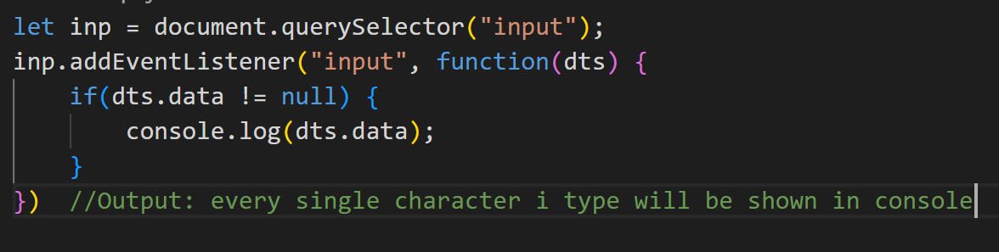 let inp = document.querySelector("input");
inp.addEventListener("input", function(dts) {
    if(dts.data != null) {
        console.log(dts.data);
    }
})  //Output: every single character i type will be shown in console